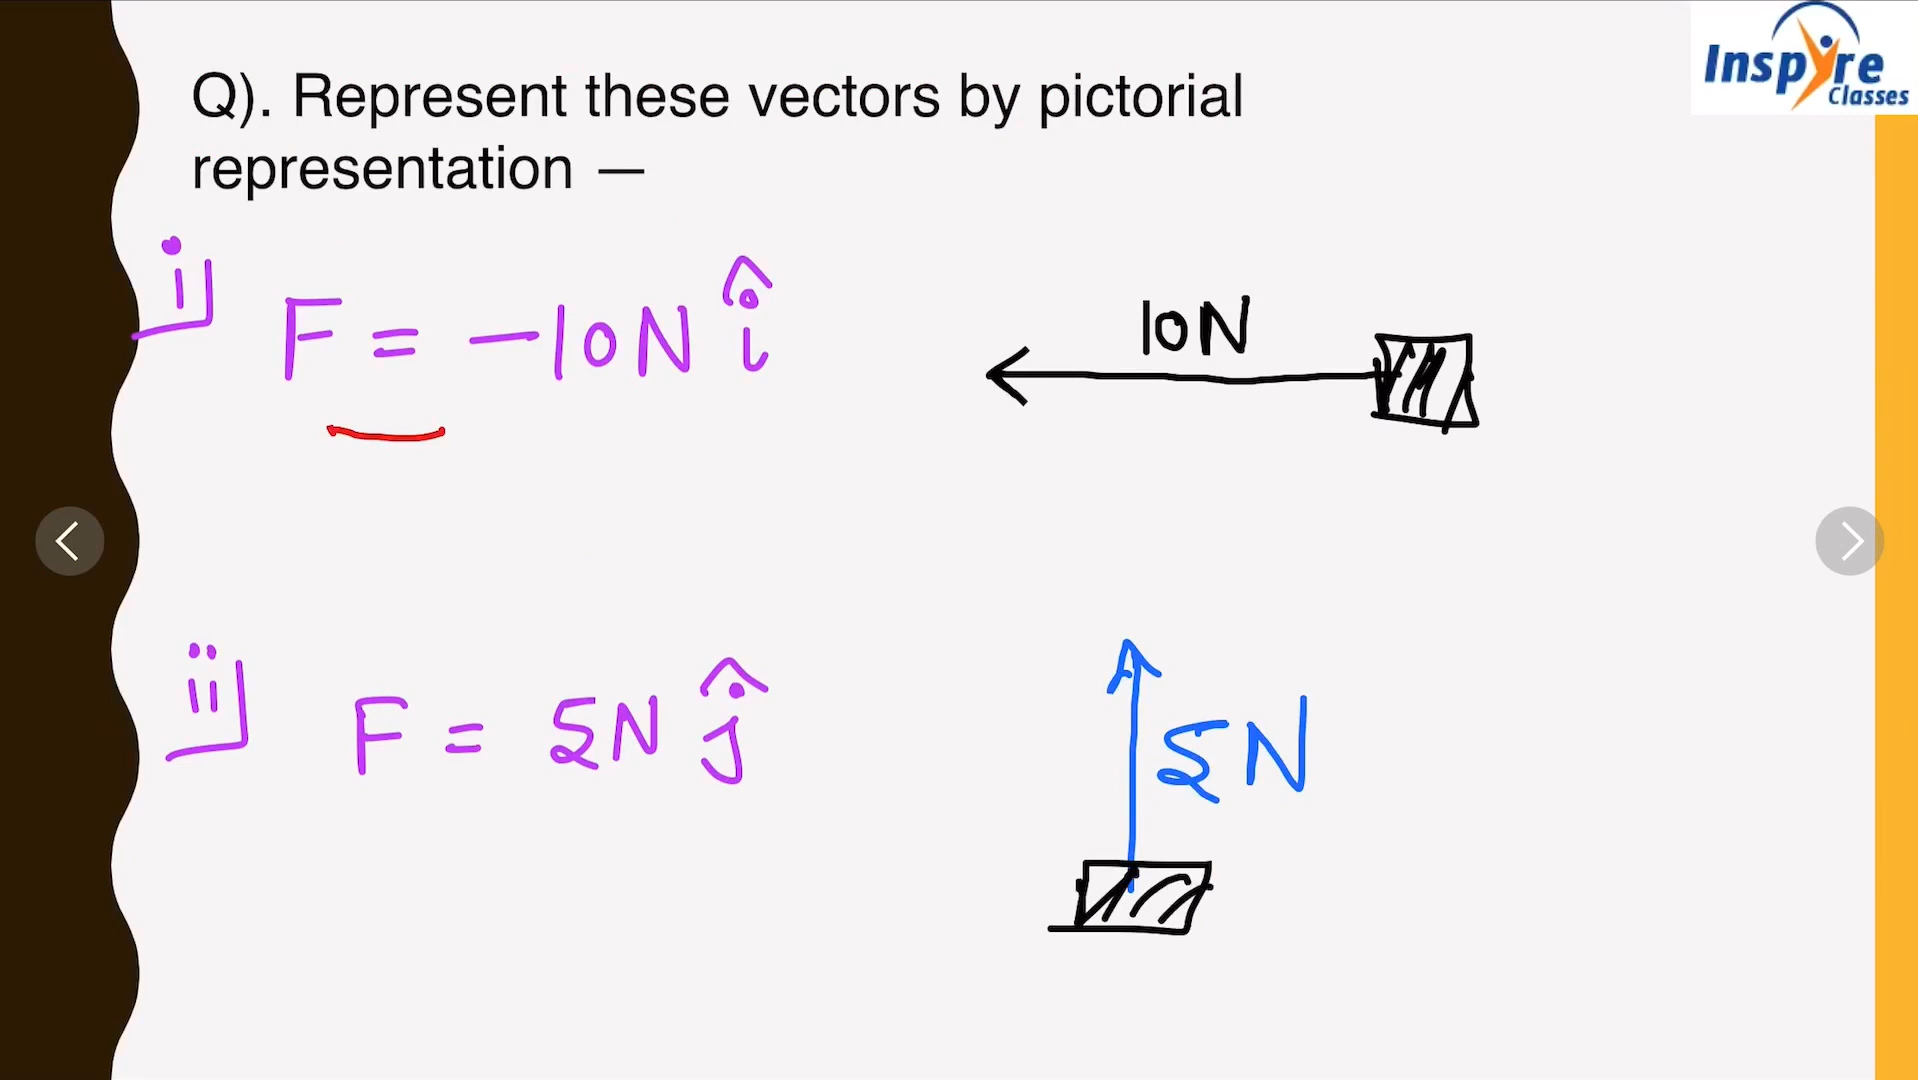 Inspyre
Classes
Q). Represent these vectors by pictorial
representation —
i] F = -10N î
10N
ii] F = 5N ĵ
5N